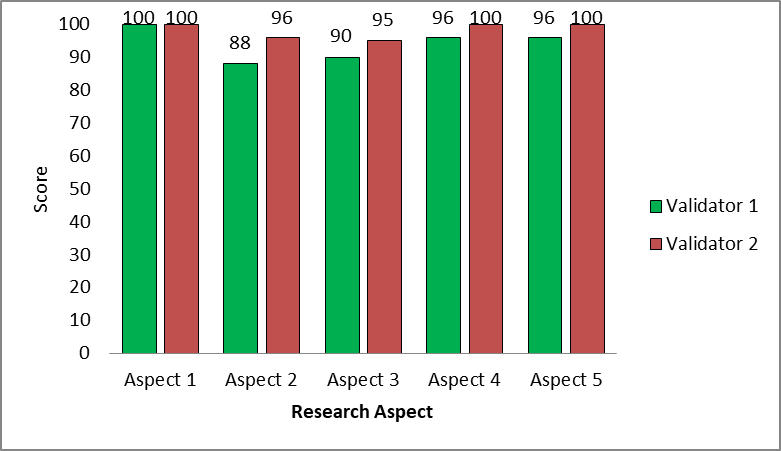 100 100 88 96 90 95 96 100 96 100
100
90
80
70
60
50
40
30
20
10
0
Score
Aspect 1 Aspect 2 Aspect 3 Aspect 4 Aspect 5
Research Aspect
Validator 1
Validator 2